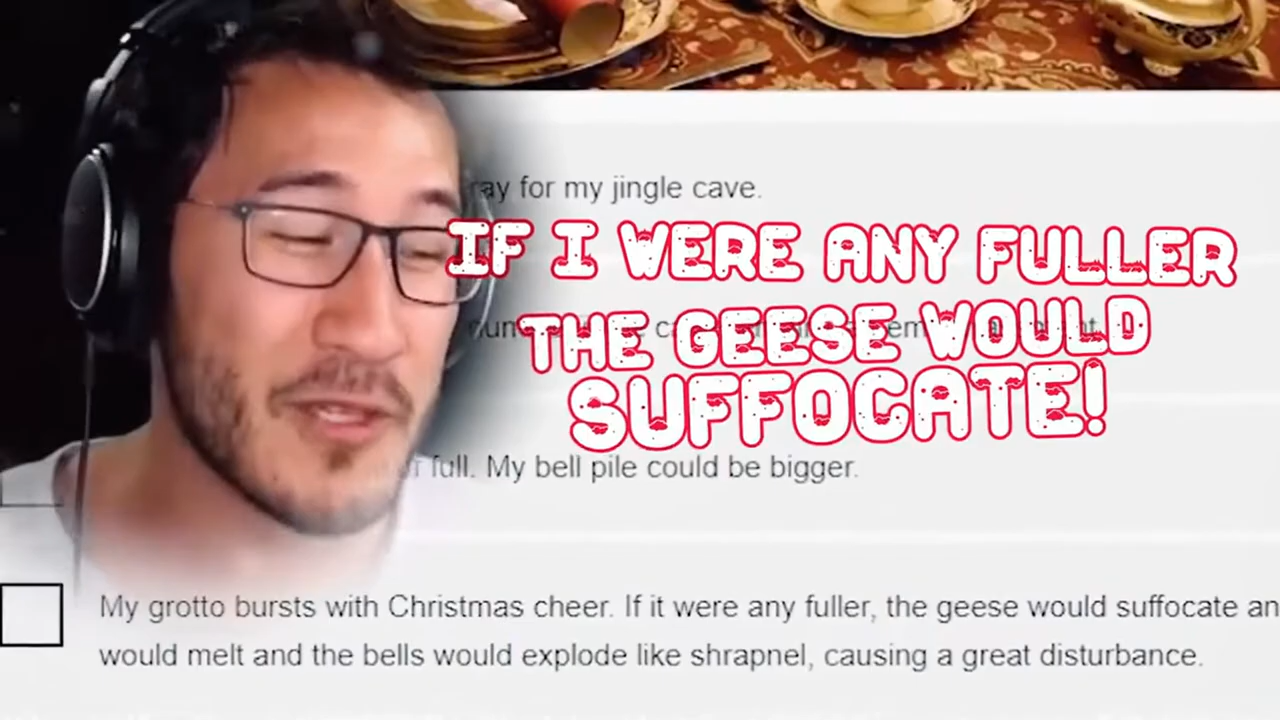 ray for my jingle cave.
IF I WERE ANY FULLER
THE GEESE WOULD
SUFFOCATE!
full. My bell pile could be bigger.
My grotto bursts with Christmas cheer. If it were any fuller, the geese would suffocate an
would melt and the bells would explode like shrapnel, causing a great disturbance.